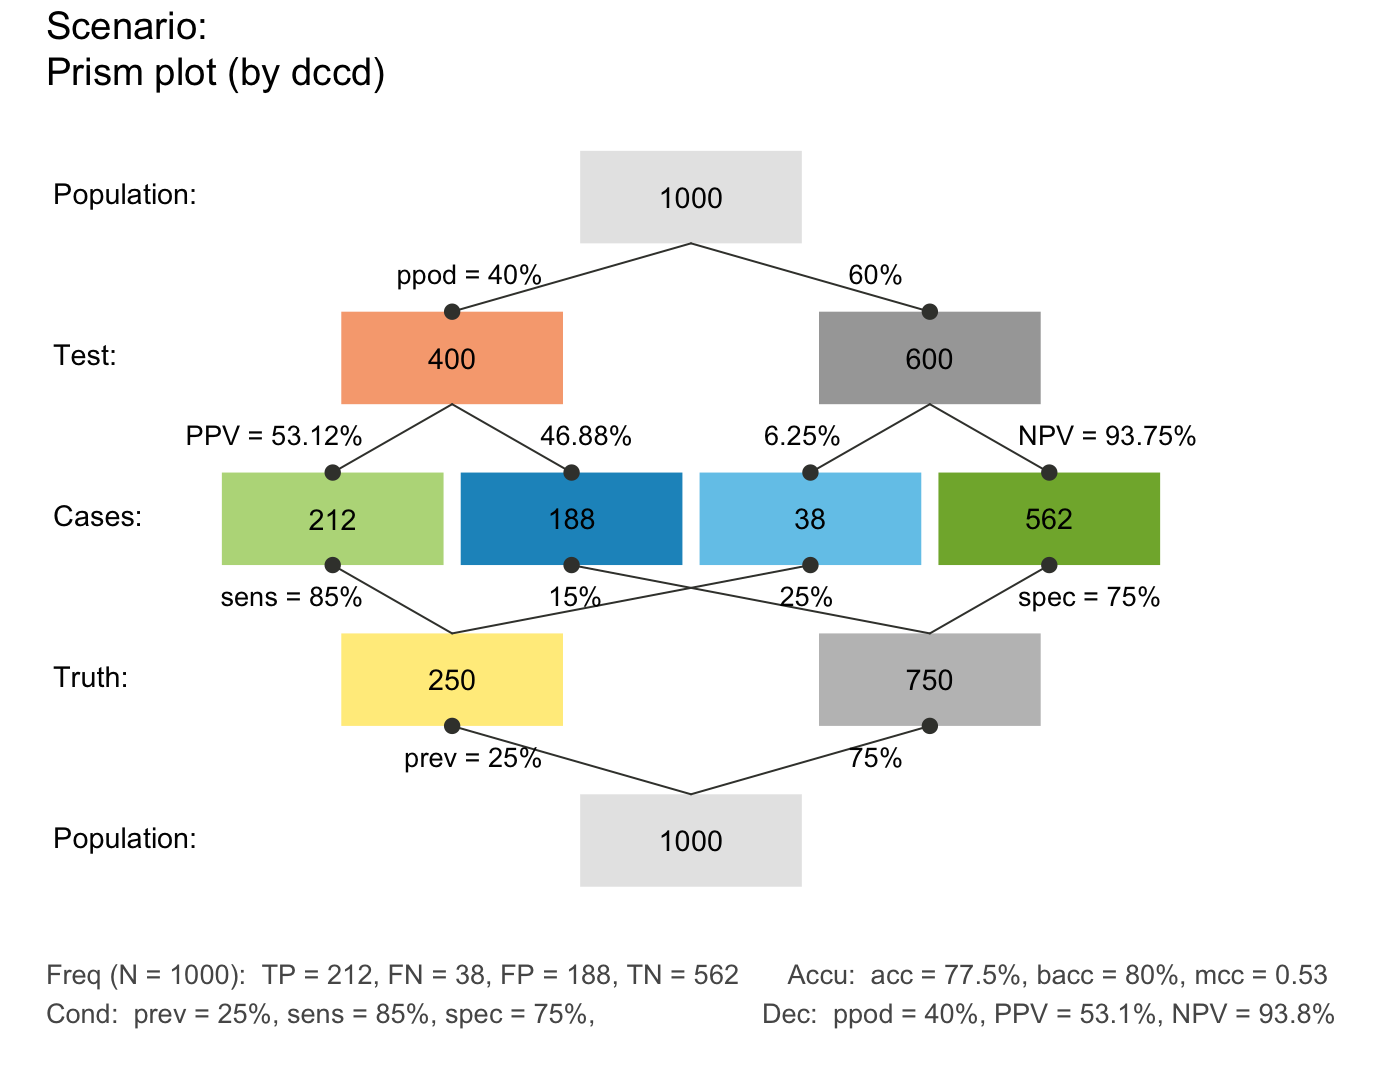 Scenario:
Prism plot (by dccd)
Population:
1000
ppod = 40%
60%
Test:
400
600
PPV = 53.12%
46.88%
6.25%
NPV = 93.75%
Cases:
212
188
38
562
sens = 85%
15%
25%
spec = 75%
Truth:
250
750
prev = 25%
75%
Population:
1000
Freq (N = 1000):  TP = 212, FN = 38, FP = 188, TN = 562
Accu:  acc = 77.5%, bacc = 80%, mcc = 0.53
Cond:  prev = 25%, sens = 85%, spec = 75%,
Dec:  ppod = 40%, PPV = 53.1%, NPV = 93.8%